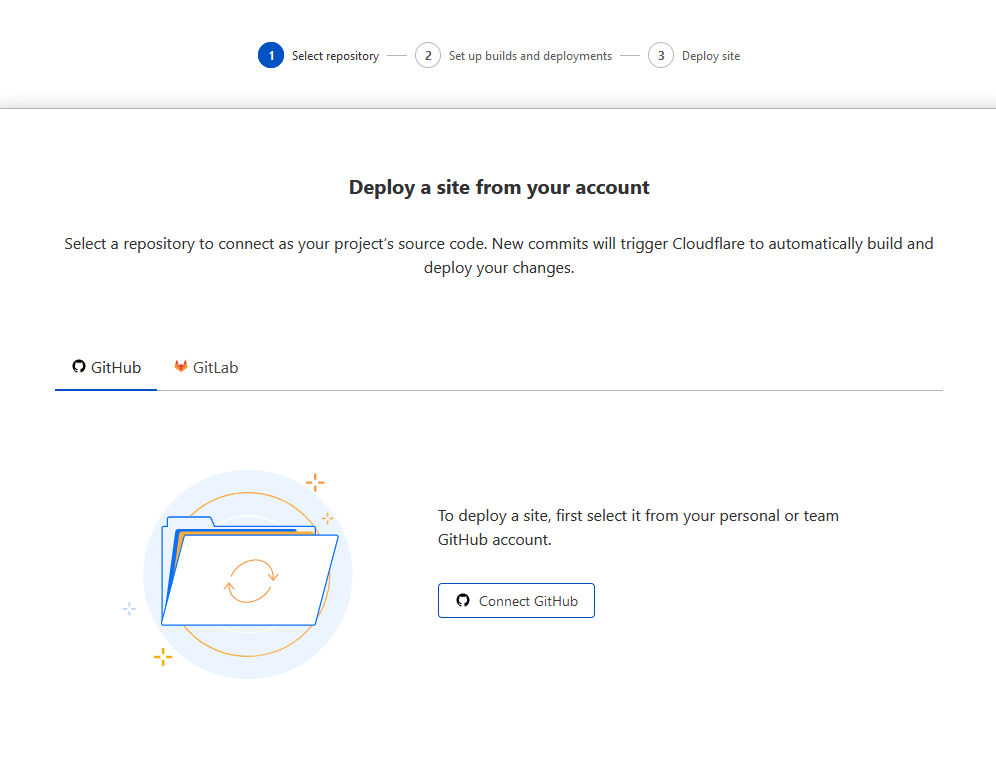 1 Select repository 2 Set up builds and deployments 3 Deploy site
Deploy a site from your account
Select a repository to connect as your project's source code. New commits will trigger Cloudflare to automatically build and
deploy your changes.
GitHub GitLab
To deploy a site, first select it from your personal or team
GitHub account.
Connect GitHub